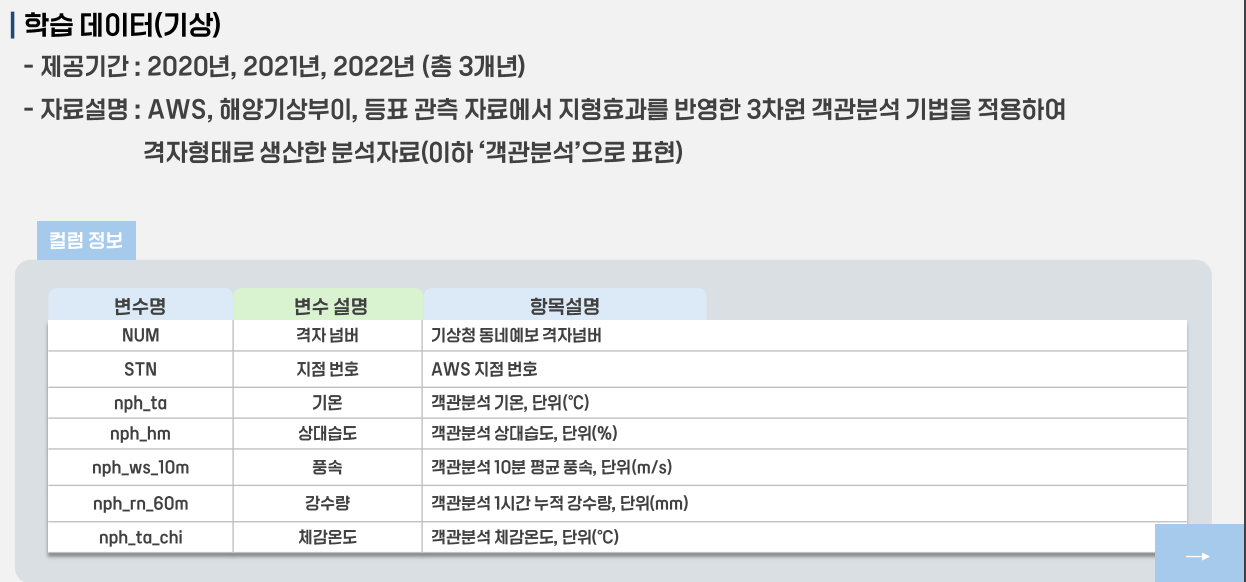 학습 데이터(기상)
- 제공기간 : 2020년, 2021년, 2022년 (총 3개년)
- 자료설명 : AWS, 해양기상부이, 등표 관측 자료에서 지형효과를 반영한 3차원 객관분석 기법을 적용하여
격자형태로 생산한 분석자료(이하 ‘객관분석’으로 표현)
컬럼 정보
변수명 변수 설명 항목설명
NUM 격자 넘버 기상청 동네예보 격자넘버
STN 지점 번호 AWS 지점 번호
nph_ta 기온 객관분석 기온, 단위(℃)
nph_hm 상대습도 객관분석 상대습도, 단위(%)
nph_ws_10m 풍속 객관분석 10분 평균 풍속, 단위(m/s)
nph_rn_60m 강수량 객관분석 1시간 누적 강수량, 단위(mm)
nph_ta_chi 체감온도 객관분석 체감온도, 단위(℃)